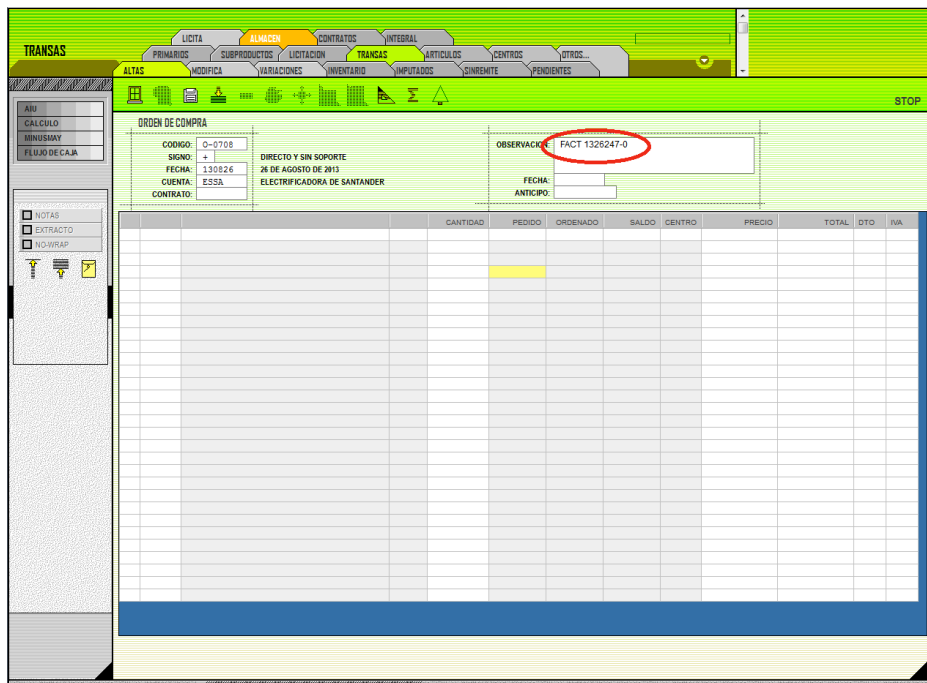 LICITA ALMACEN CONTRATOS INTEGRAL
TRANSAS
PRIMARIOS SUBPRODUCTOS LICITACION TRANSAS ARTICULOS CENTROS OTROS...
ALTAS MODIFICA VARIACIONES INVENTARIO IMPUTADOS SINREMITE PENDIENTES
STOP
AIU
CALCULO
MINUSMAY
FLUJO DE CAJA
NOTAS
EXTRACTO
NO-WRAP
ORDEN DE COMPRA
CODIGO: O-0708
SIGNO: + DIRECTO Y SIN SOPORTE
FECHA: 130826 26 DE AGOSTO DE 2013
CUENTA: ESSA ELECTRIFICADORA DE SANTANDER
CONTRATO:
OBSERVACION: FACT 1326247-0
FECHA:
ANTICIPO:
CANTIDAD PEDIDO ORDENADO SALDO CENTRO PRECIO TOTAL DTO IVA